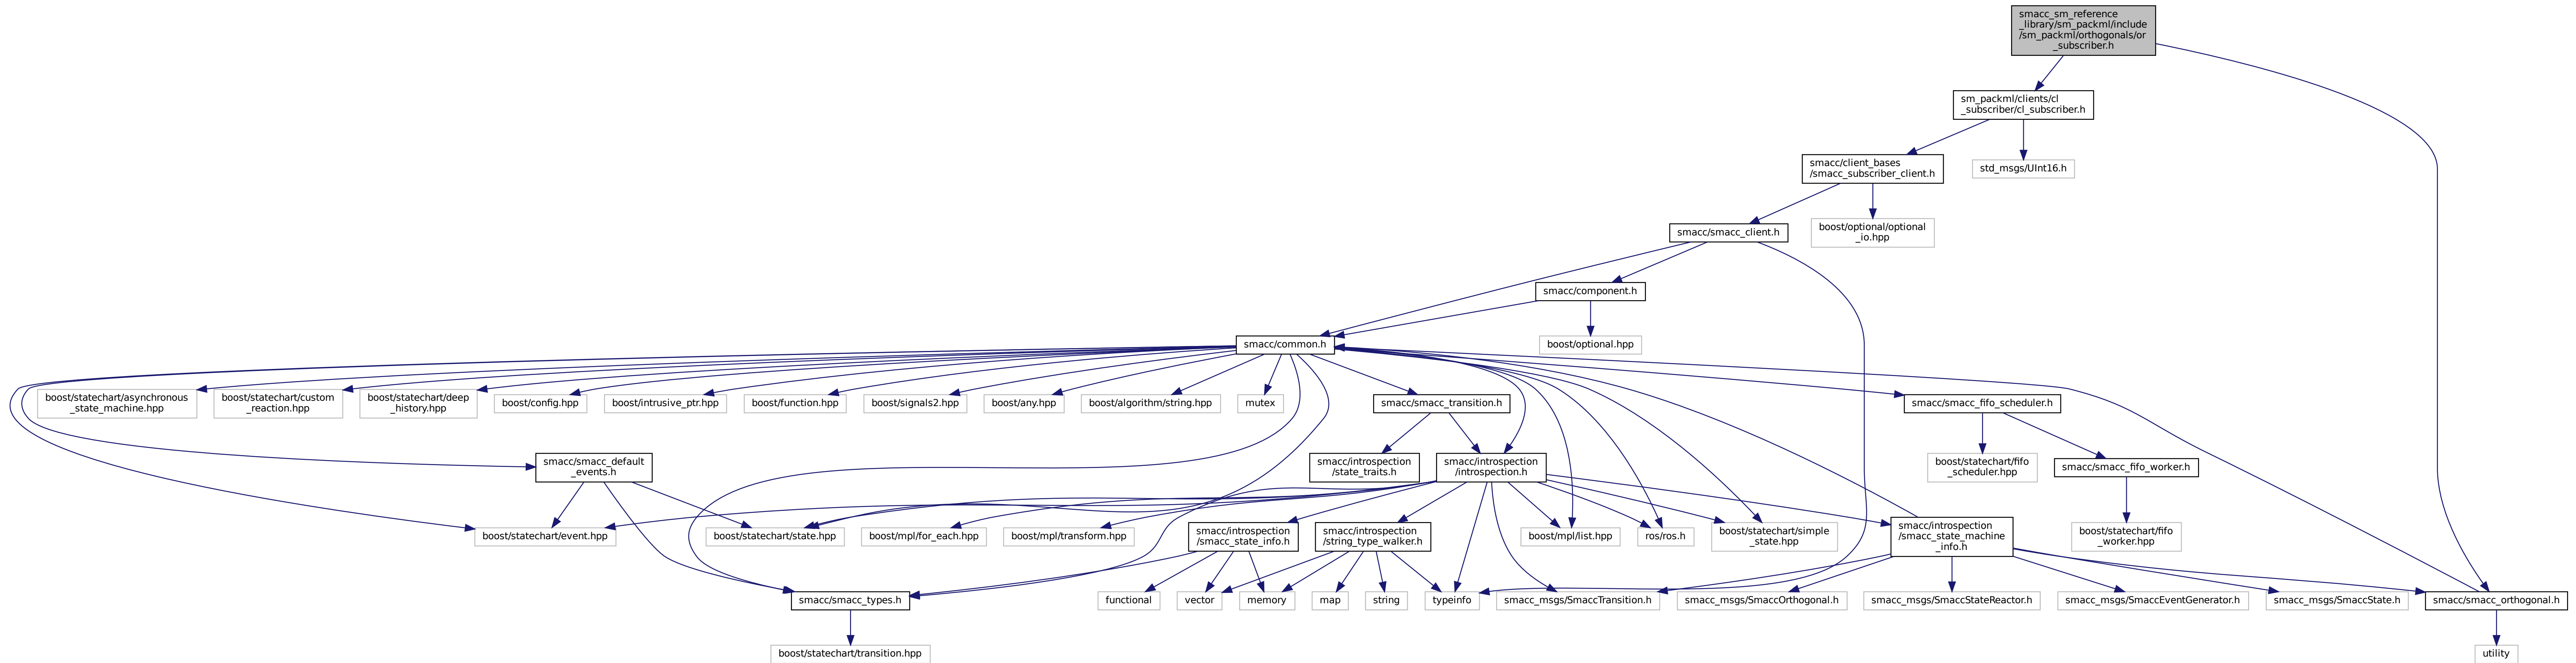 smacc_sm_reference
_library/sm_packml/include
/sm_packml/orthogonals/or
_subscriber.h
sm_packml/clients/cl
_subscriber/cl_subscriber.h
smacc/client_bases
/smacc_subscriber_client.h
std_msgs/UInt16.h
smacc/smacc_client.h
boost/optional/optional
_io.hpp
smacc/component.h
smacc/common.h
boost/optional.hpp
boost/statechart/asynchronous
_state_machine.hpp
boost/statechart/custom
_reaction.hpp
boost/statechart/deep
_history.hpp
boost/config.hpp
boost/intrusive_ptr.hpp
boost/function.hpp
boost/signals2.hpp
boost/any.hpp
boost/algorithm/string.hpp
mutex
smacc/smacc_transition.h
smacc/smacc_fifo_scheduler.h
smacc/smacc_default
_events.h
smacc/introspection
/state_traits.h
smacc/introspection
/introspection.h
boost/statechart/fifo
_scheduler.hpp
smacc/smacc_fifo_worker.h
boost/statechart/event.hpp
boost/statechart/state.hpp
boost/mpl/for_each.hpp
boost/mpl/transform.hpp
smacc/introspection
/smacc_state_info.h
smacc/introspection
/string_type_walker.h
boost/mpl/list.hpp
ros/ros.h
boost/statechart/simple
_state.hpp
smacc/introspection
/smacc_state_machine
_info.h
boost/statechart/fifo
_worker.hpp
smacc/smacc_types.h
functional
vector
memory
map
string
typeinfo
smacc_msgs/SmaccTransition.h
smacc_msgs/SmaccOrthogonal.h
smacc_msgs/SmaccStateReactor.h
smacc_msgs/SmaccEventGenerator.h
smacc_msgs/SmaccState.h
smacc/smacc_orthogonal.h
boost/statechart/transition.hpp
utility